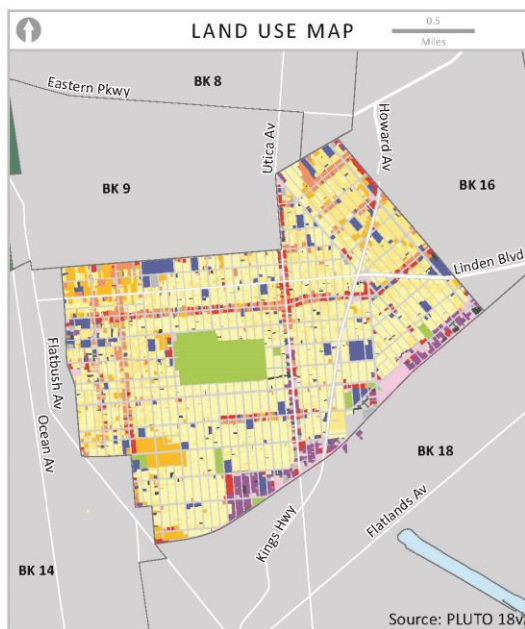 LAND USE MAP
0.5
Miles
BK 8
Eastern Pkwy
Utica Av
Howard Av
BK 9
BK 16
Linden Blvd
Flatbush Av
Ocean Av
BK 18
Flatlands Av
Kings Hwy
BK 14
Source: PLUTO 18v